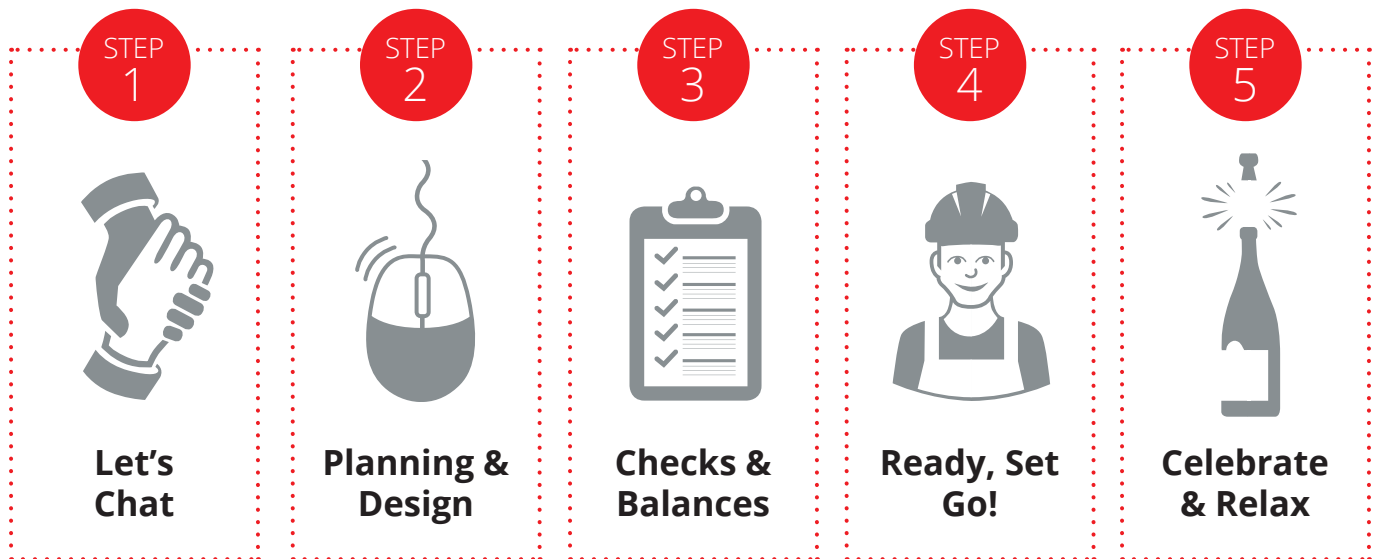 STEP
1
Let’s
Chat
STEP
2
Planning &
Design
STEP
3
Checks &
Balances
STEP
4
Ready, Set
Go!
STEP
5
Celebrate
& Relax